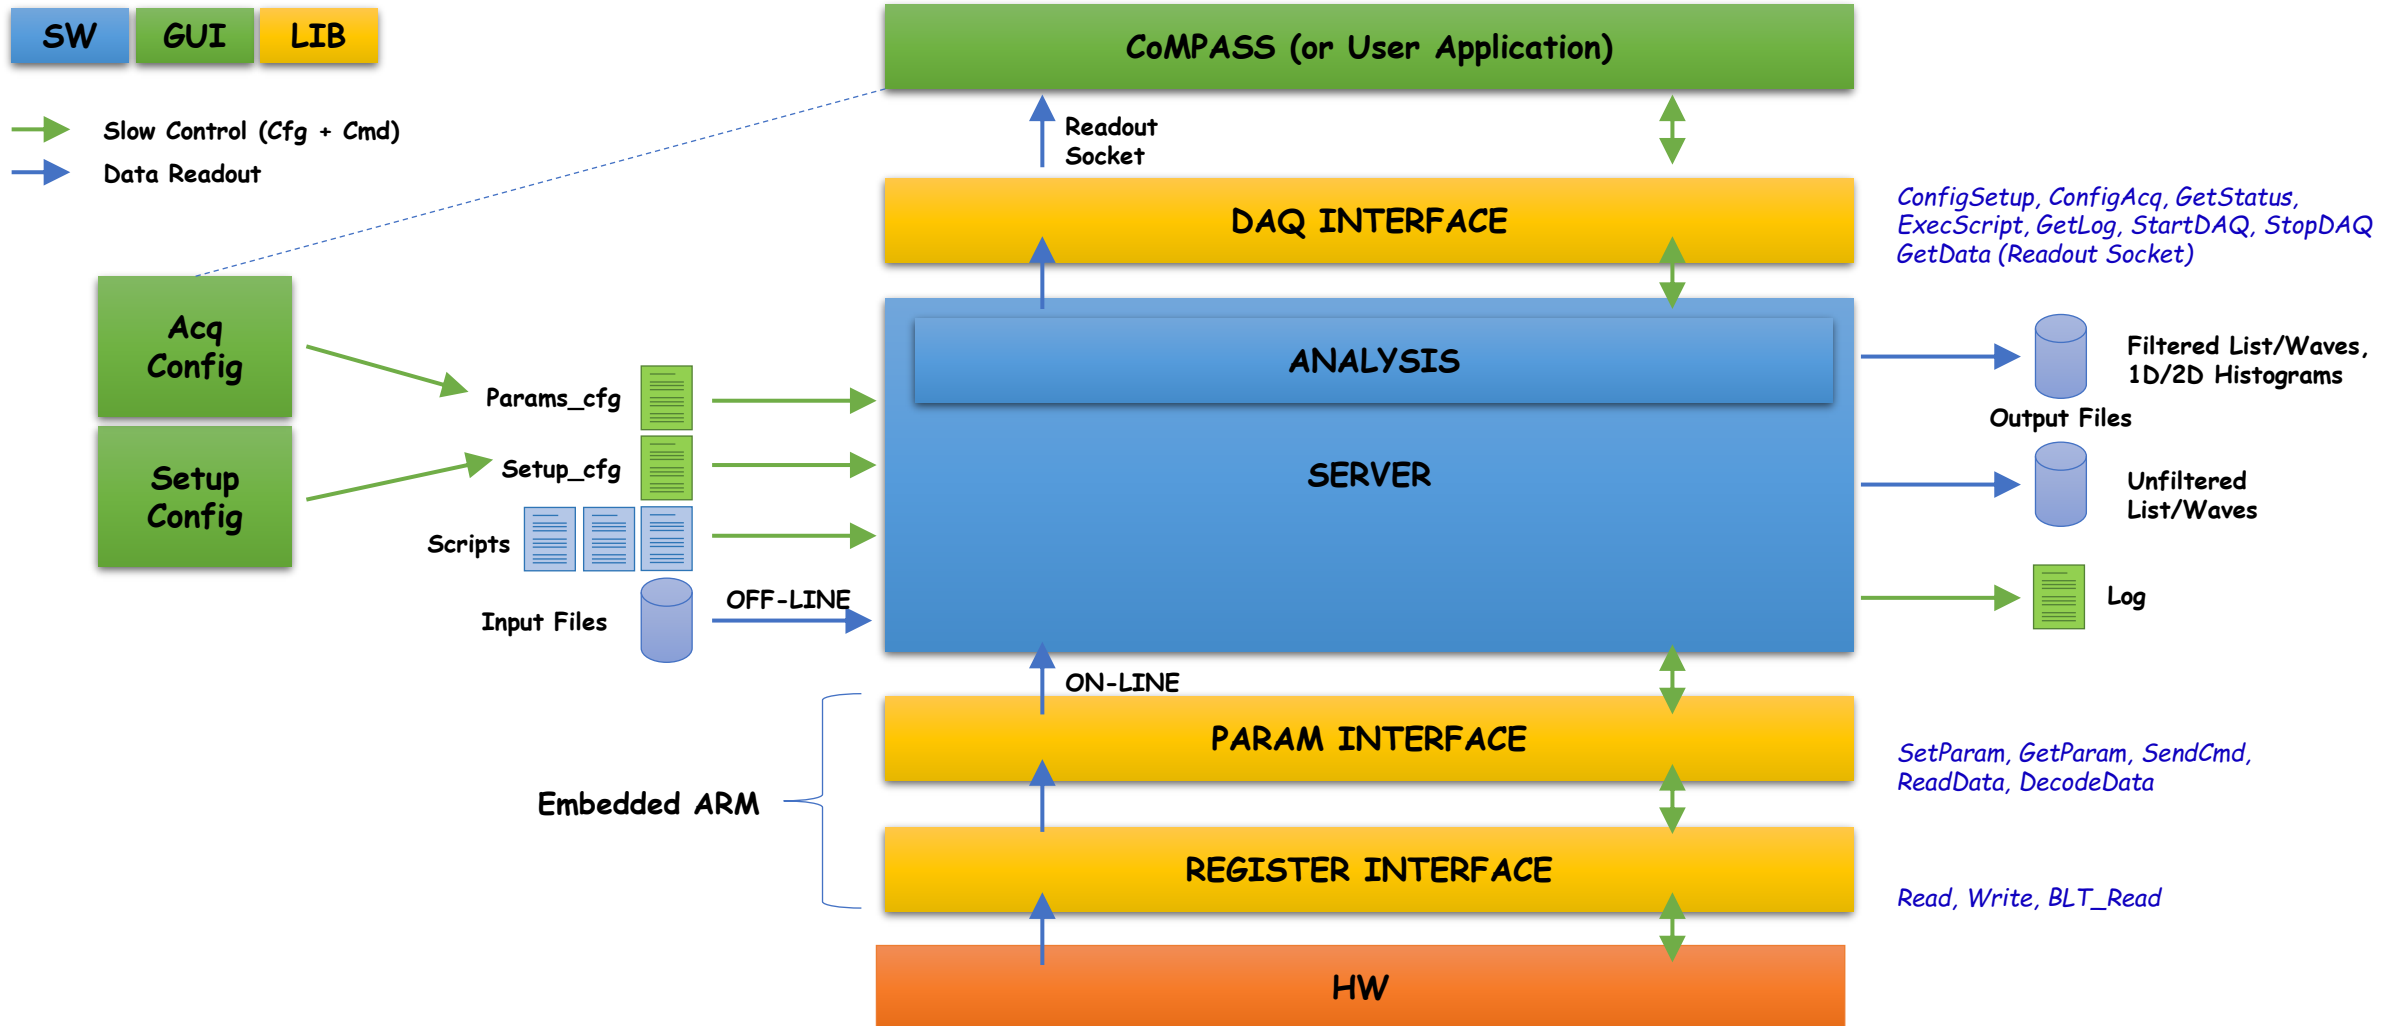 SW GUI LIB
Slow Control (Cfg + Cmd)
Data Readout
CoMPASS (or User Application)
Readout
Socket
DAQ INTERFACE
ConfigSetup, ConfigAcq, GetStatus,
ExecScript, GetLog, StartDAQ, StopDAQ
GetData (Readout Socket)
Acq
Config
Setup
Config
Params_cfg
Setup_cfg
Scripts
Input Files
OFF-LINE
ANALYSIS
SERVER
Filtered List/Waves,
1D/2D Histograms
Output Files
Unfiltered
List/Waves
Log
ON-LINE
Embedded ARM
PARAM INTERFACE
SetParam, GetParam, SendCmd,
ReadData, DecodeData
REGISTER INTERFACE
Read, Write, BLT_Read
HW